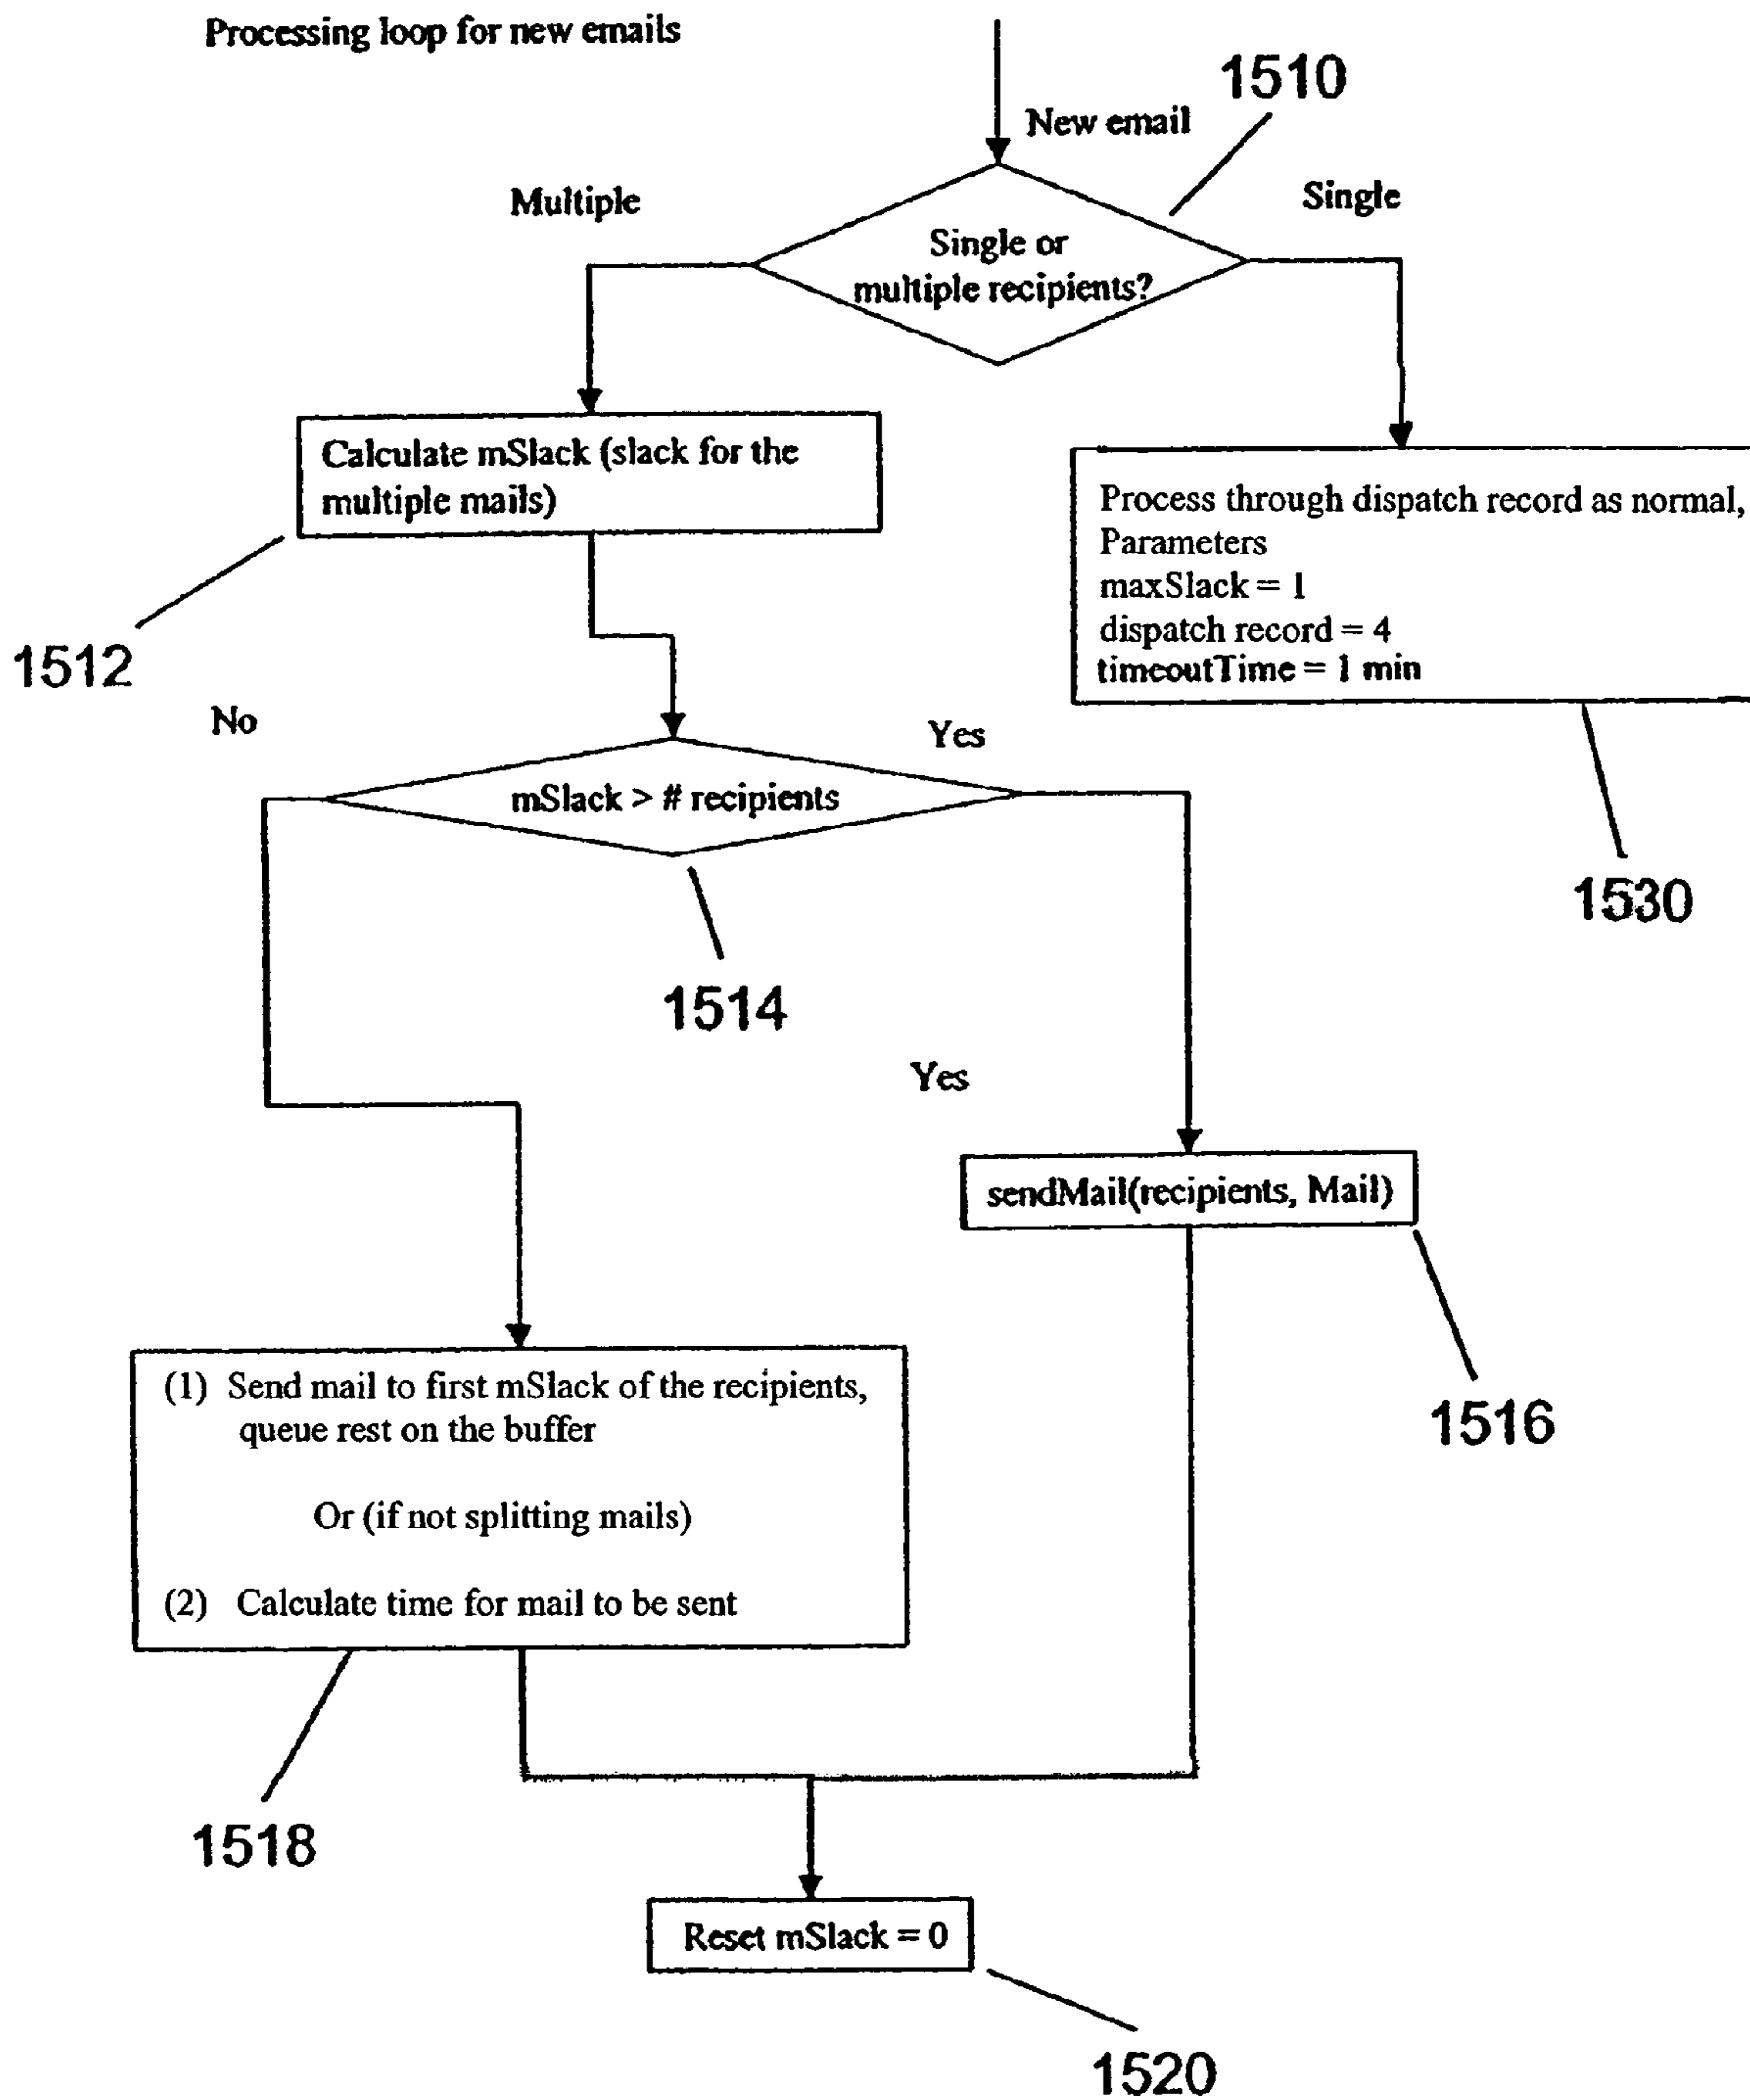 Processing loop for new emails
1510
New email
Multiple
Single
Single or
multiple recipients?
Calculate mSlack (slack for the
multiple mails)
Process through dispatch record as normal,
Parameters
maxSlack = 1
dispatch record = 4
timeoutTime = 1 min
1512
No
Yes
mSlack > # recipients
1530
1514
Yes
sendMail(recipients, Mail)
(1) Send mail to first mSlack of the recipients,
queue rest on the buffer
1516
Or (if not splitting mails)
(2) Calculate time for mail to be sent
1518
Reset mSlack = 0
1520